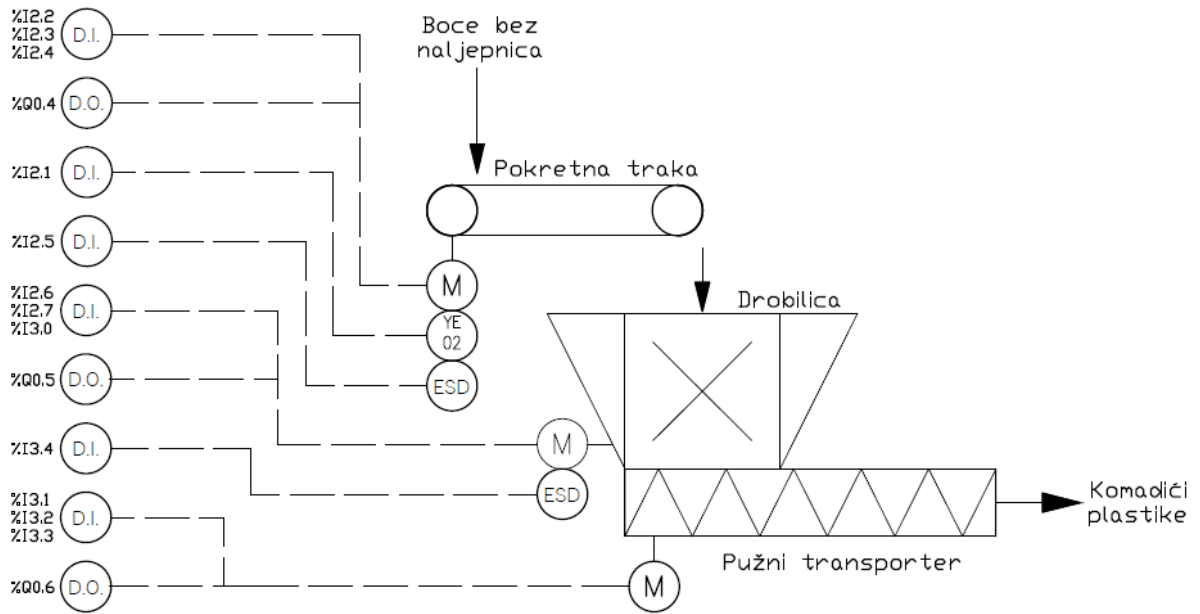 %I2.2
%I2.3
%I2.4
D.I.
%Q0.4
D.O.
%I2.1
D.I.
%I2.5
D.I.
%I2.6
%I2.7
%I3.0
D.I.
%Q0.5
D.O.
%I3.4
D.I.
%I3.1
%I3.2
%I3.3
D.I.
%Q0.6
D.O.
Boce bez
naljepnica
Pokretna traka
M
YE
02
ESD
Drobilica
M
ESD
Komadići
plastike
Pužni transporter
M